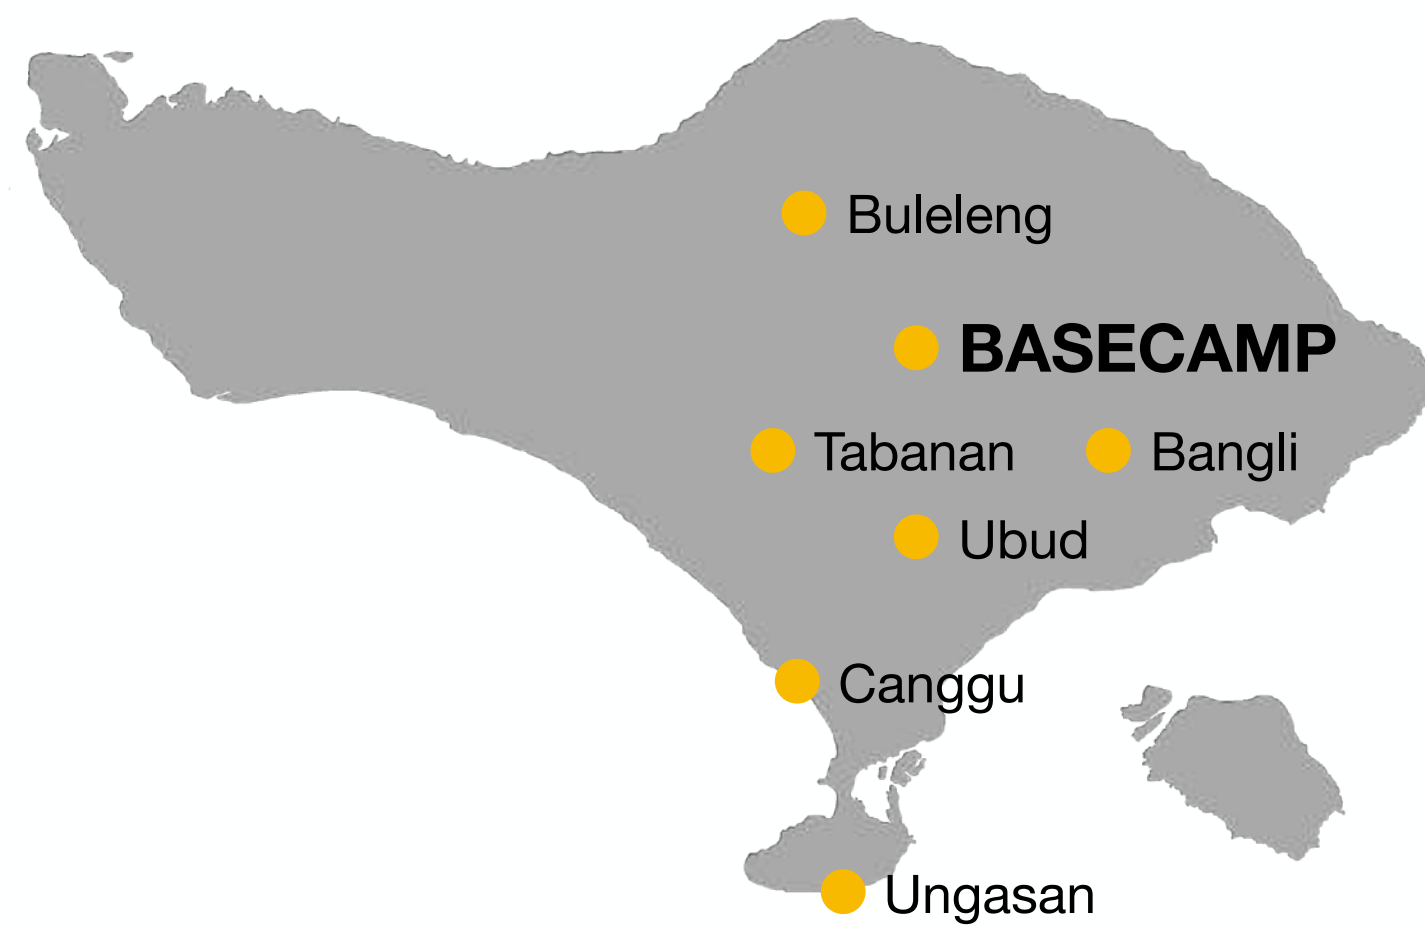 Buleleng
BASECAMP
Tabanan
Bangli
Ubud
Canggu
Ungasan